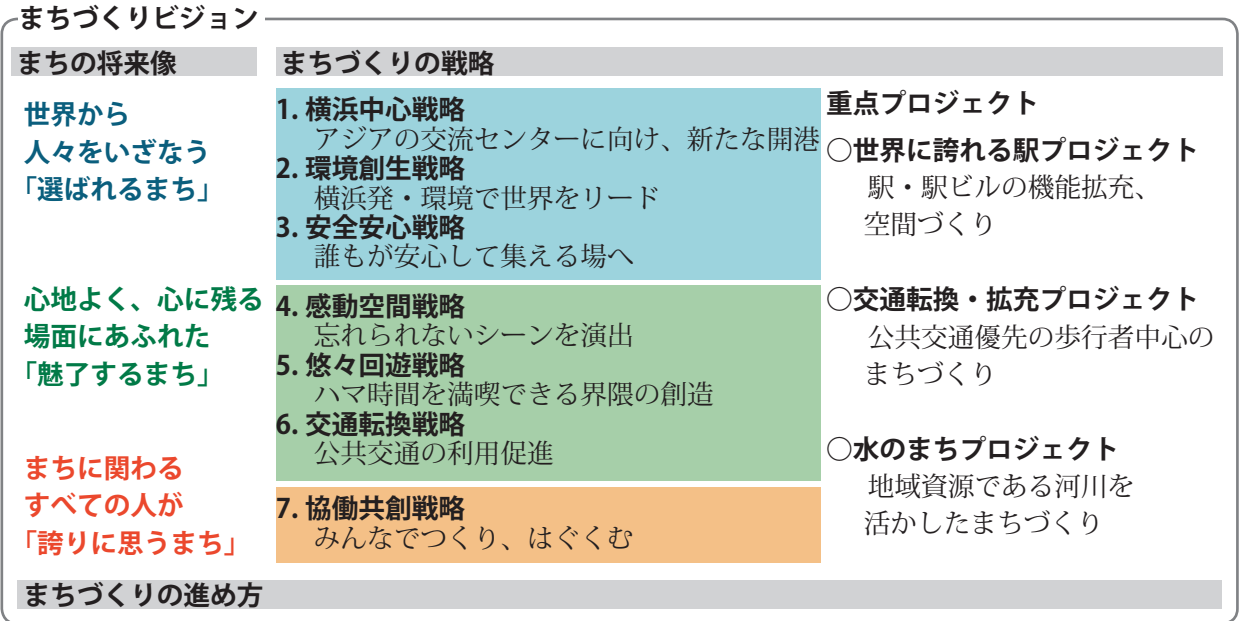 まちづくりビジョン
まちの将来像
世界から
人々をいざなう
「選ばれるまち」
心地よく、心に残る
場面にあふれた
「魅了するまち」
まちに関わる
すべての人が
「誇りに思うまち」
まちづくりの戦略
1. 横浜中心戦略
アジアの交流センターに向け、新たな開港
2. 環境創生戦略
横浜発・環境で世界をリード
3. 安全安心戦略
誰もが安心して集える場へ
4. 感動空間戦略
忘れられないシーンを演出
5. 悠々回遊戦略
ハマ時間を満喫できる界隈の創造
6. 交通転換戦略
公共交通の利用促進
7. 協働共創戦略
みんなでつくり、はぐくむ
重点プロジェクト
○世界に誇れる駅プロジェクト
駅・駅ビルの機能拡充、
空間づくり
○交通転換・拡充プロジェクト
公共交通優先の歩行者中心の
まちづくり
○水のまちプロジェクト
地域資源である河川を
活かしたまちづくり
まちづくりの進め方